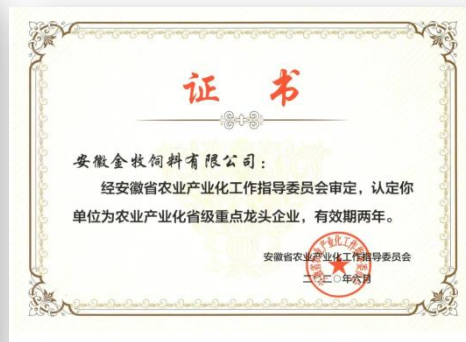 证 书
安徽金牧饲料有限公司：
经安徽省农业产业化工作指导委员会审定，认定你
单位为农业产业化省级重点龙头企业，有效期两年。
安徽省农业产业化工作指导委员会
二〇二〇年六月